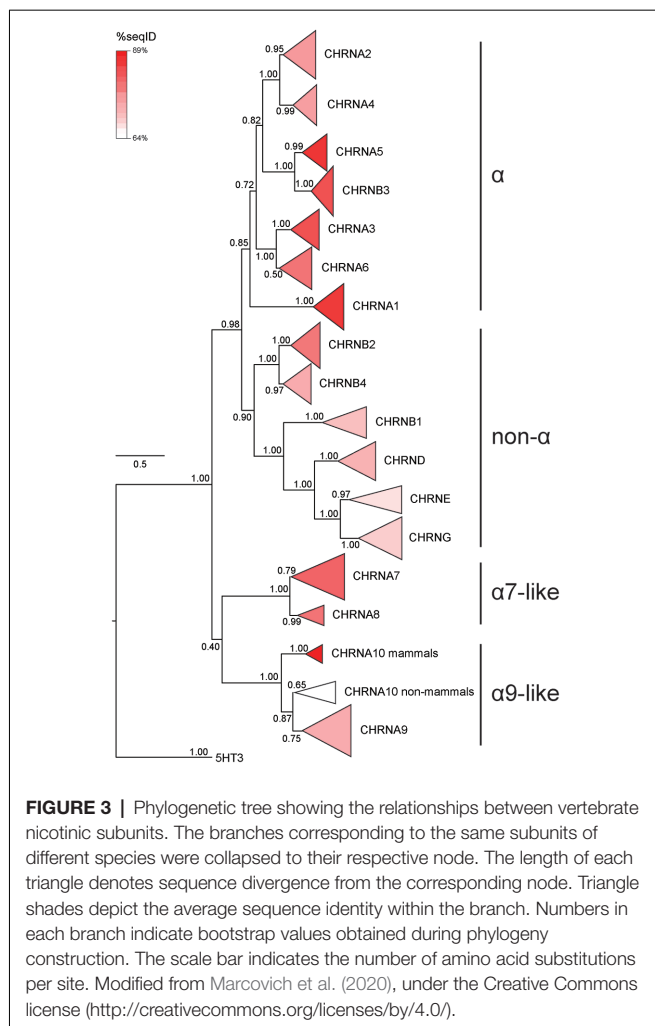 %seqID
89%
64%
0.95
CHRNA2
1.00
0.99
CHRNA4
0.82
0.99
CHRNA5
1.00
1.00
CHRNB3
α
0.72
1.00
CHRNA3
1.00
0.50
CHRNA6
0.85
1.00
CHRNA1
0.98
1.00
CHRNB2
1.00
0.97
CHRNB4
0.90
1.00
CHRNB1
non-α
1.00
1.00
CHRND
1.00
0.97
CHRNE
1.00
1.00
CHRNG
0.5
1.00
0.79
CHRNA7
1.00
0.99
CHRNA8
α7-like
0.40
1.00
CHRNA10 mammals
1.00
0.65
CHRNA10 non-mammals
0.87
0.75
CHRNA9
α9-like
1.00
5HT3
FIGURE 3 | Phylogenetic tree showing the relationships between vertebrate
nicotinic subunits. The branches corresponding to the same subunits of
different species were collapsed to their respective node. The length of each
triangle denotes sequence divergence from the corresponding node. Triangle
shades depict the average sequence identity within the branch. Numbers in
each branch indicate bootstrap values obtained during phylogeny
construction. The scale bar indicates the number of amino acid substitutions
per site. Modified from Marcovich et al. (2020), under the Creative Commons
license (http://creativecommons.org/licenses/by/4.0/).